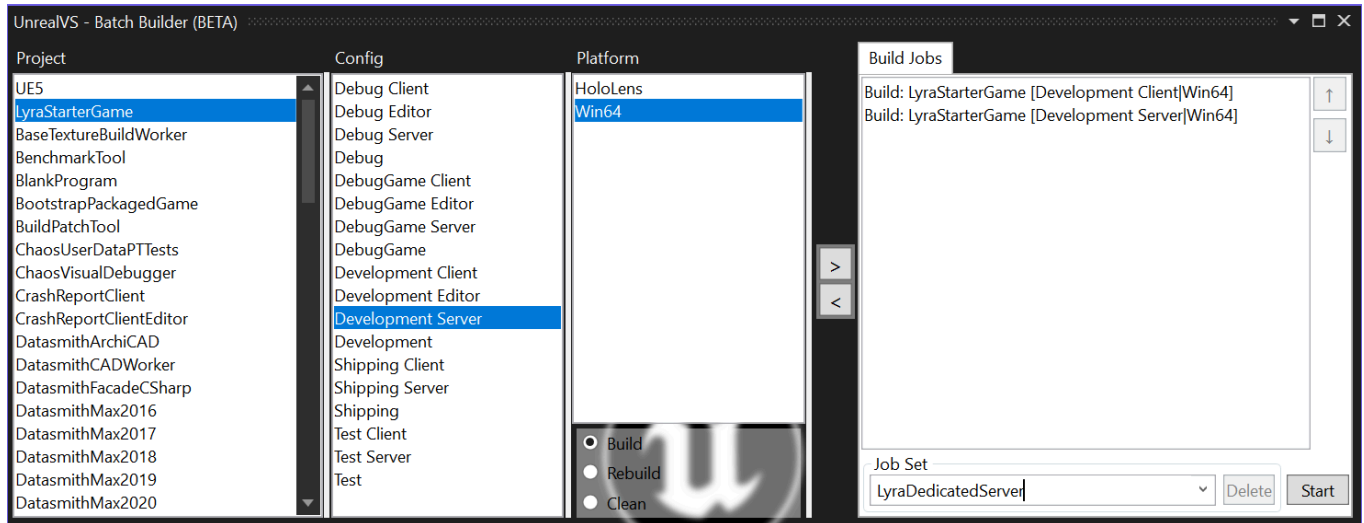 UnrealVS - Batch Builder (BETA)
Project
UE5
LyraStarterGame
BaseTextureBuildWorker
BenchmarkTool
BlankProgram
BootstrapPackagedGame
BuildPatchTool
ChaosUserDataPTTests
ChaosVisualDebugger
CrashReportClient
CrashReportClientEditor
DatasmithArchiCAD
DatasmithCADWorker
DatasmithFacadeCSharp
DatasmithMax2016
DatasmithMax2017
DatasmithMax2018
DatasmithMax2019
DatasmithMax2020
Config
Debug Client
Debug Editor
Debug Server
Debug
DebugGame Client
DebugGame Editor
DebugGame Server
DebugGame
Development Client
Development Editor
Development Server
Development
Shipping Client
Shipping Server
Shipping
Test Client
Test Server
Test
Platform
HoloLens
Win64
Build
Rebuild
Clean
>
<
Build Jobs
Build: LyraStarterGame [Development Client|Win64]
Build: LyraStarterGame [Development Server|Win64]
↑
↓
Job Set
LyraDedicatedServer
Delete
Start